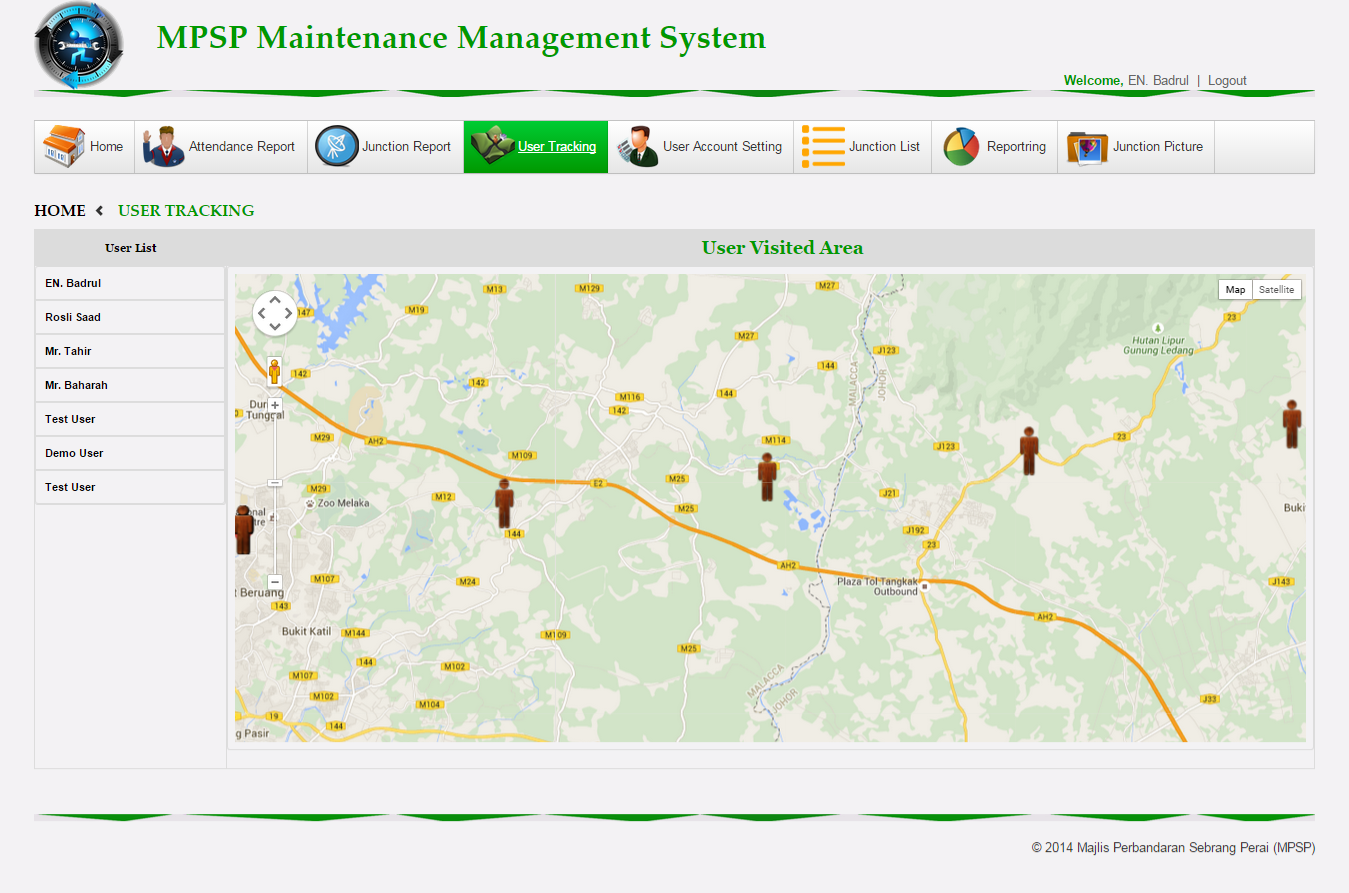 MPSP Maintenance Management System
Welcome, EN. Badrul | Logout
Home
Attendance Report
Junction Report
User Tracking
User Account Setting
Junction List
Reportring
Junction Picture
HOME USER TRACKING
User List
User Visited Area
EN. Badrul
Rosli Saad
Mr. Tahir
Mr. Baharah
Test User
Demo User
Test User
Map Satellite
M13
M129
M27
147
M19
23
M27
Hutan Lipur
Gunung Ledang
J123
144
142
142
MALACCA
JOHOR
144
M116
142
Tunggal
M29
AH2
M114
J123
23
M109
M25
E2
M29
M12
Zoo Melaka
J21
M25
144
J192
23
Buki
AH2
M107
M24
Plaza Tol Tangkak
Outbound
J143
t Beruang
143
AH2
Bukit Katil
M144
M109
M25
144
M102
M107
MALACCA
JOHOR
M102
M104
J33
19
144
g Pasir
© 2014 Majlis Perbandaran Sebrang Perai (MPSP)